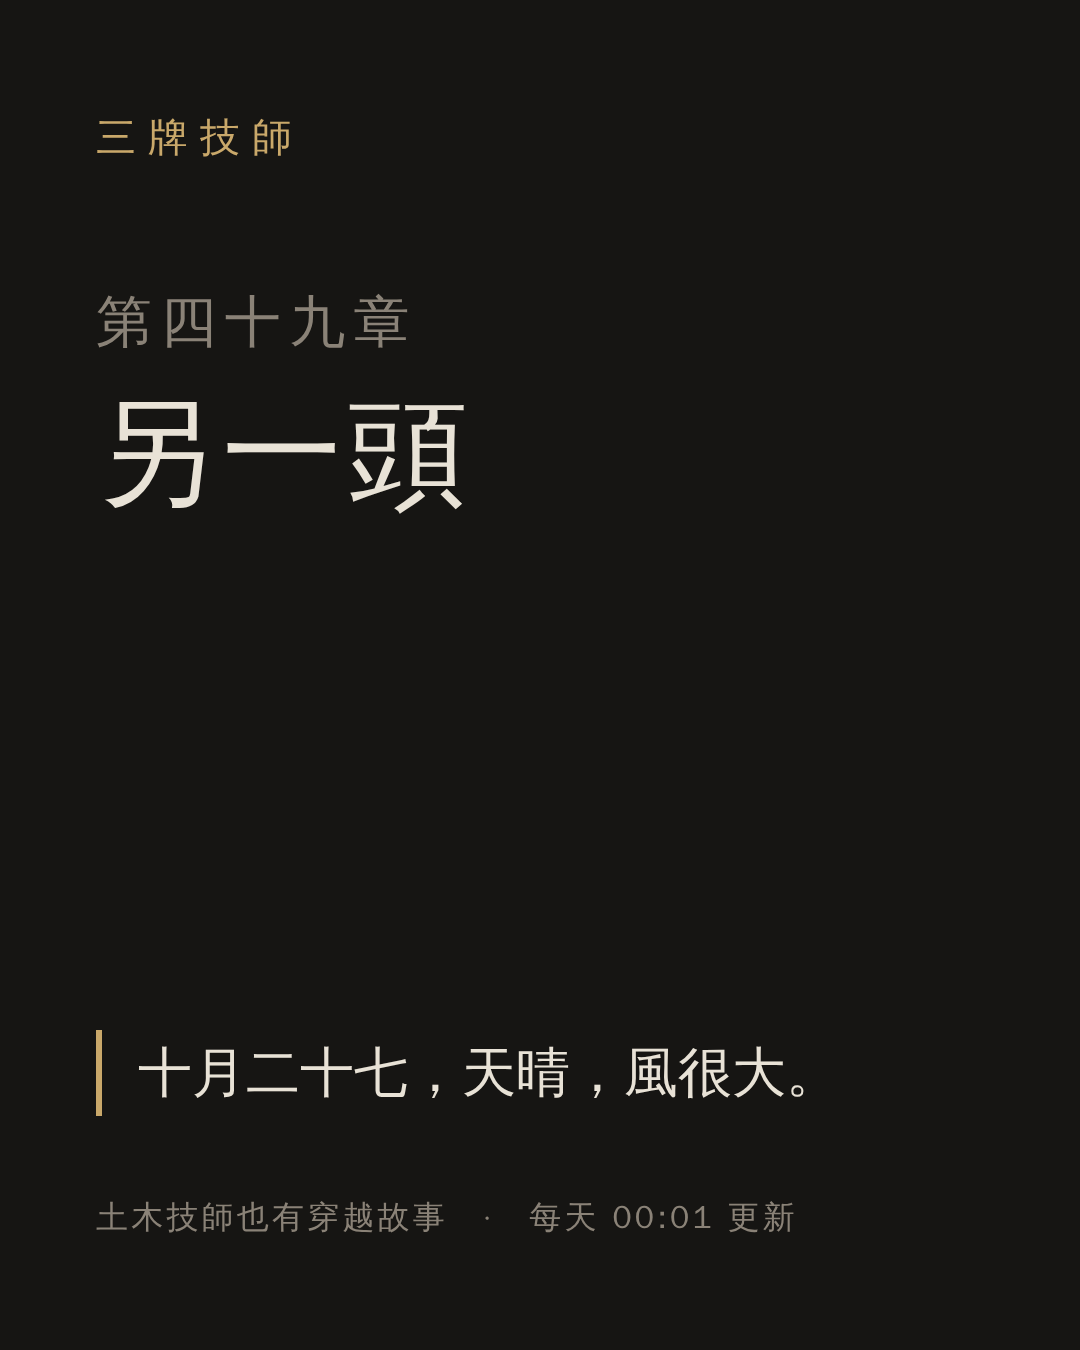 三牌技師
第四十九章
另一頭
十月二十七，天晴，風很大。
土木技師也有穿越故事 · 每天 00:01 更新